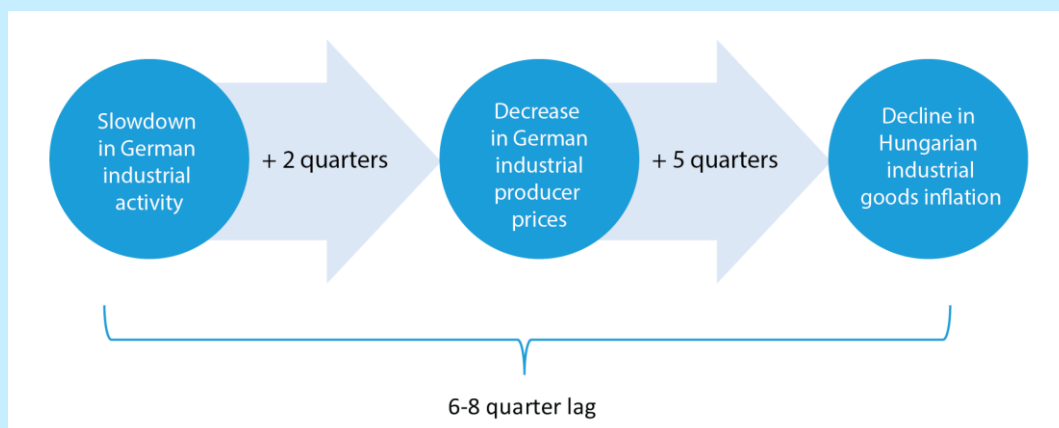 Slowdown
in German
industrial
activity
+ 2 quarters
Decrease
in German
industrial
producer
prices
+ 5 quarters
Decline in
Hungarian
industrial
goods inflation
6-8 quarter lag